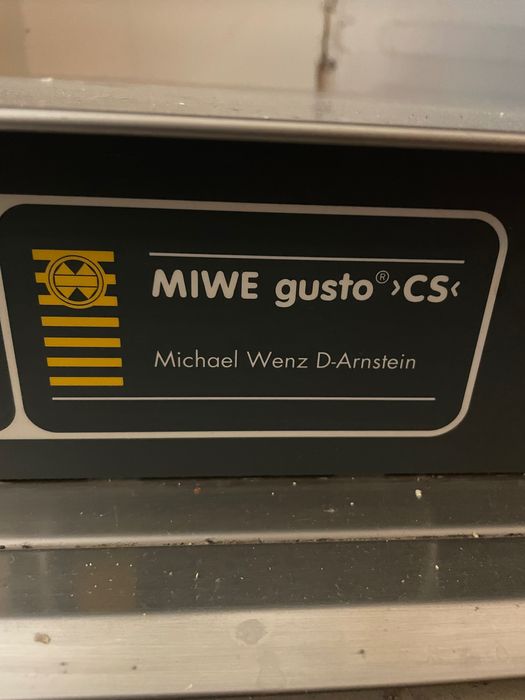 MIWE gusto® ›CS‹
Michael Wenz D-Arnstein